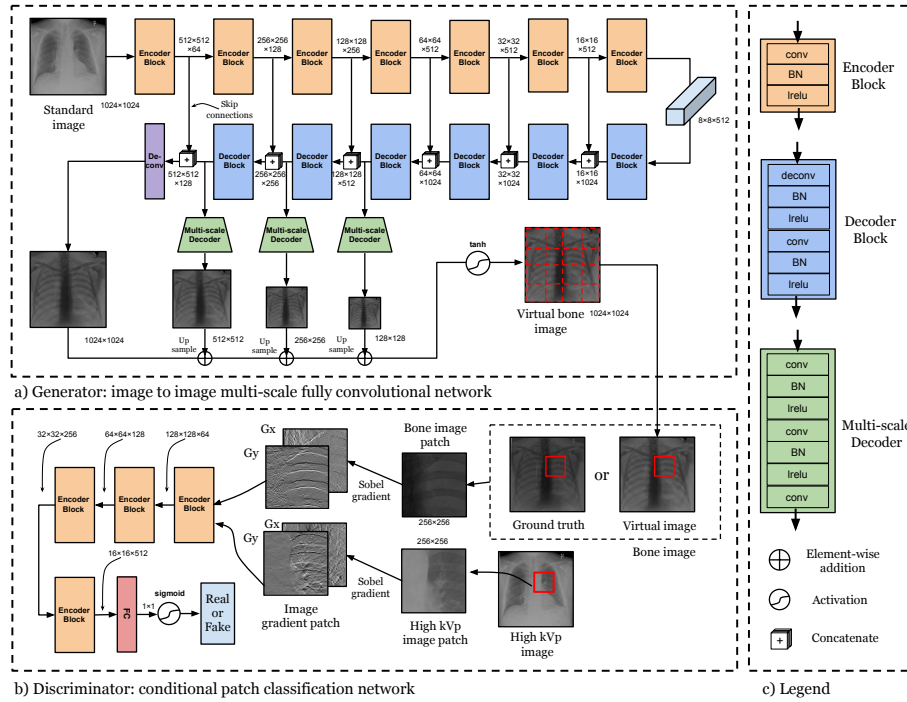 512×512
×64
256×256
×128
128×128
×256
64×64
×512
32×32
×512
16×16
×512
Encoder
Block
Encoder
Block
Encoder
Block
Encoder
Block
Encoder
Block
Encoder
Block
Encoder
Block
1024×1024
Standard
image
Skip
connections
8×8×512
De-
conv
Decoder
Block
Decoder
Block
Decoder
Block
Decoder
Block
Decoder
Block
Decoder
Block
512×512
×128
256×256
×256
128×128
×512
64×64
×1024
32×32
×1024
16×16
×1024
Multi-scale
Decoder
Multi-scale
Decoder
Multi-scale
Decoder
tanh
Virtual bone
image
1024×1024
1024×1024
Up
sample
512×512
Up
sample
256×256
Up
sample
128×128
a) Generator: image to image multi-scale fully convolutional network
32×32×256
64×64×128
128×128×64
Encoder
Block
Encoder
Block
Encoder
Block
Gx
Gy
Sobel
gradient
Bone image
patch
256×256
Ground truth
or
Virtual image
Bone image
Gx
Gy
Image
gradient patch
Sobel
gradient
256×256
High kVp
image patch
High kVp
image
16×16×512
Encoder
Block
FC
1×1
sigmoid
Real
or
Fake
b) Discriminator: conditional patch classification network
conv
BN
lrelu
Encoder
Block
deconv
BN
lrelu
conv
BN
lrelu
Decoder
Block
conv
BN
lrelu
conv
BN
lrelu
conv
Multi-scale
Decoder
Element-wise
addition
Activation
Concatenate
c) Legend